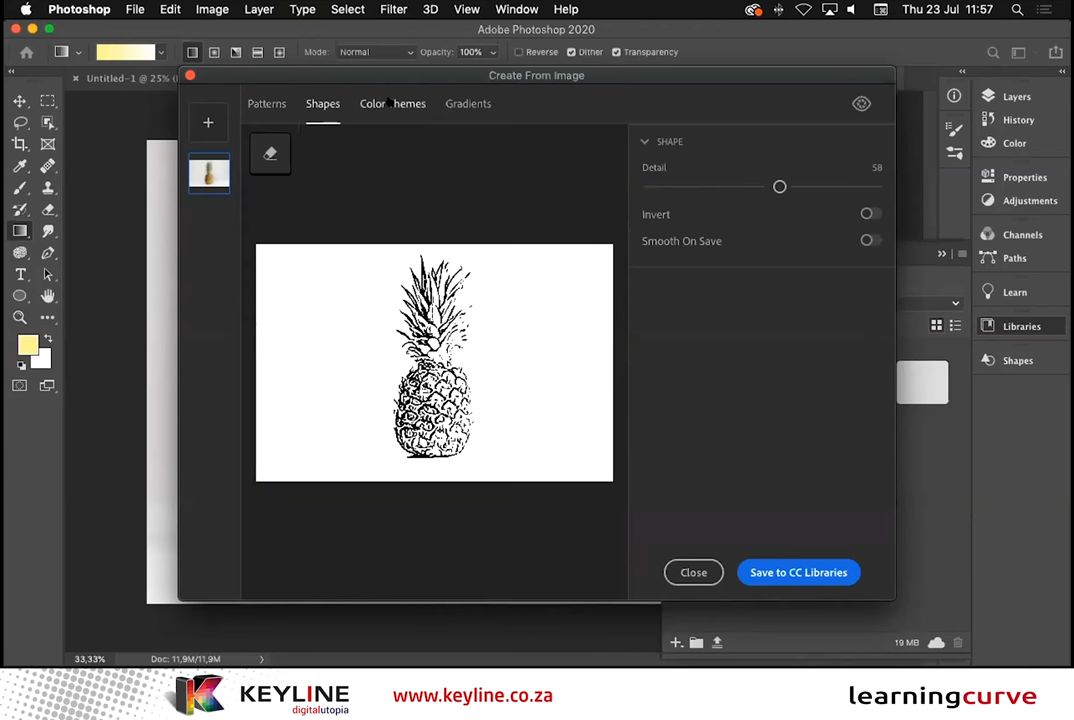 Photoshop File Edit Image Layer Type Select Filter 3D View Window Help Thu 23 Jul 11:57
Adobe Photoshop 2020
Mode: Normal Opacity: 100% Reverse Dither Transparency
Untitled-1 @ 25% (
Create From Image
Patterns Shapes Color Themes Gradients
SHAPE
Detail 58
Invert
Smooth On Save
Close Save to CC Libraries
Layers
History
Color
Properties
Adjustments
Channels
Paths
Learn
Libraries
Shapes
19 MB
33,33% Doc: 11,9M/11,9M
KEYLINE
digitalutopia
www.keyline.co.za
learningcurve